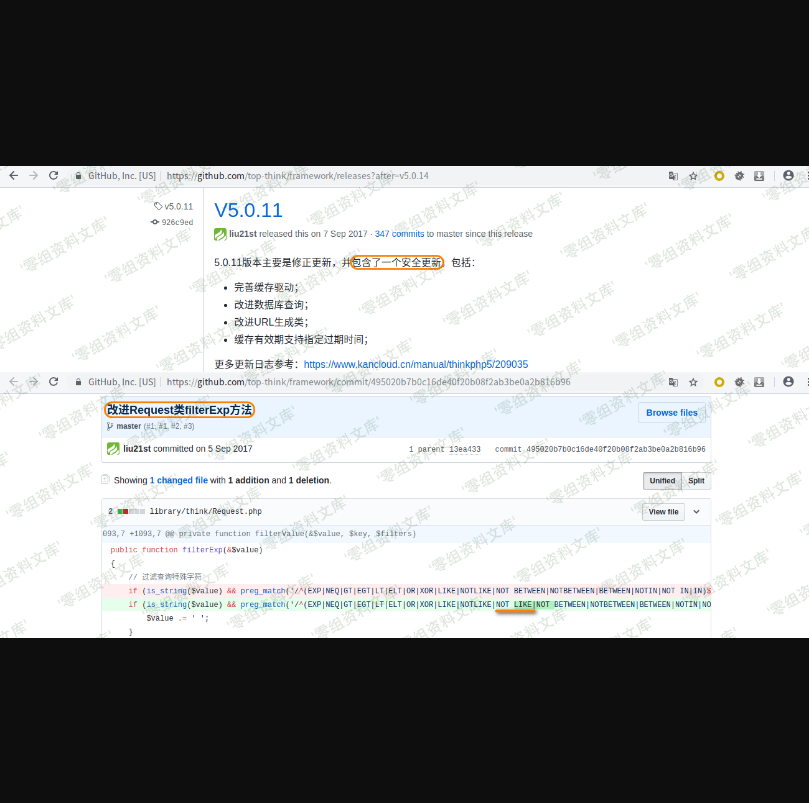 GitHub, Inc. [US] | https://github.com/top-think/framework/releases?after=v5.0.14
v5.0.11
926c9ed
V5.0.11
liu21st released this on 7 Sep 2017 · 347 commits to master since this release
5.0.11版本主要是修正更新，并包含了一个安全更新。包括：
完善缓存驱动；
改进数据库查询；
改进URL生成类；
缓存有效期支持指定过期时间；
更多更新日志参考：https://www.kancloud.cn/manual/thinkphp5/209035
GitHub, Inc. [US] | https://github.com/top-think/framework/commit/495020b7b0c16de40f20b08f2ab3be0a2b816b96
改进Request类filterExp方法
Browse files
master (#1, #1, #2, #3)
liu21st committed on 5 Sep 2017
1 parent 13ea433 commit 495020b7b0c16de40f20b08f2ab3be0a2b816b96
Showing 1 changed file with 1 addition and 1 deletion.
Unified Split
2 library/think/Request.php
View file
093,7 +1093,7 @@ private function filterValue(&$value, $key, $filters)
public function filterExp(&$value)
{
// 过滤查询特殊字符
if (is_string($value) && preg_match('/^(EXP|NEQ|GT|EGT|LT|ELT|OR|XOR|LIKE|NOTLIKE|NOT BETWEEN|NOTBETWEEN|BETWEEN|NOTIN|NOT IN|IN)$
if (is_string($value) && preg_match('/^(EXP|NEQ|GT|EGT|LT|ELT|OR|XOR|LIKE|NOTLIKE|NOT LIKE|NOT BETWEEN|NOTBETWEEN|BETWEEN|NOTIN|NO
$value .= ' ';
}
零组资料文库